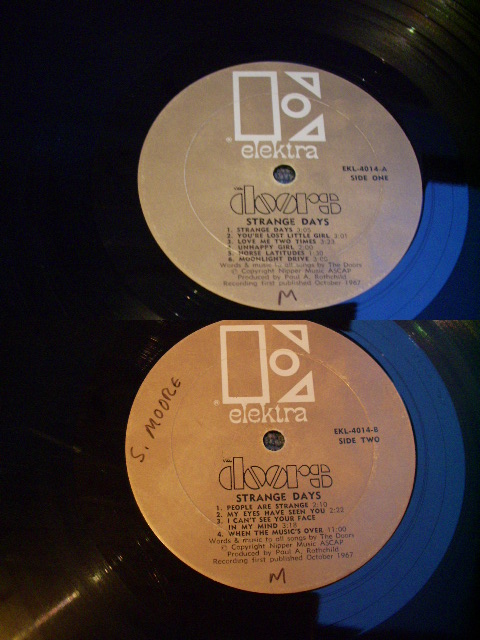 elektra
EKL-4014-A
SIDE ONE
THE
doors
STRANGE DAYS
1. STRANGE DAYS 3:05
2. YOU'RE LOST LITTLE GIRL 3:01
3. LOVE ME TWO TIMES 3:23
4. UNHAPPY GIRL 2:00
5. HORSE LATITUDES 1:30
6. MOONLIGHT DRIVE 3:00
Words & music to all songs by The Doors
© Copyright Nipper Music ASCAP
Produced by Paul A. Rothchild
Recording first published October 1967
M
S. MOORE
elektra
EKL-4014-B
SIDE TWO
THE
doors
STRANGE DAYS
1. PEOPLE ARE STRANGE 2:10
2. MY EYES HAVE SEEN YOU 2:22
3. I CAN'T SEE YOUR FACE
IN MY MIND 3:18
4. WHEN THE MUSIC'S OVER 11:00
Words & music to all songs by The Doors
© Copyright Nipper Music ASCAP
Produced by Paul A. Rothchild
Recording first published October 1967
M